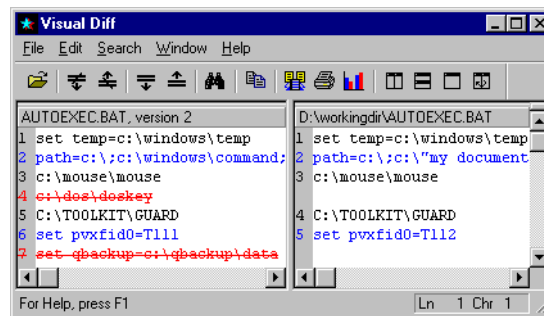 Visual Diff
File Edit Search Window Help
AUTOEXEC.BAT, version 2
1 set temp=c:\windows\temp
2 path=c:\;c:\windows\command;
3 c:\mouse\mouse
4 c:\dos\doskey
5 C:\TOOLKIT\GUARD
6 set pvxfid0=T111
7 set qbackup=c:\qbackup\data
D:\workingdir\AUTOEXEC.BAT
1 set temp=c:\windows\temp
2 path=c:\;c:\"my document
3 c:\mouse\mouse
4 C:\TOOLKIT\GUARD
5 set pvxfid0=T112
For Help, press F1
Ln 1 Chr 1